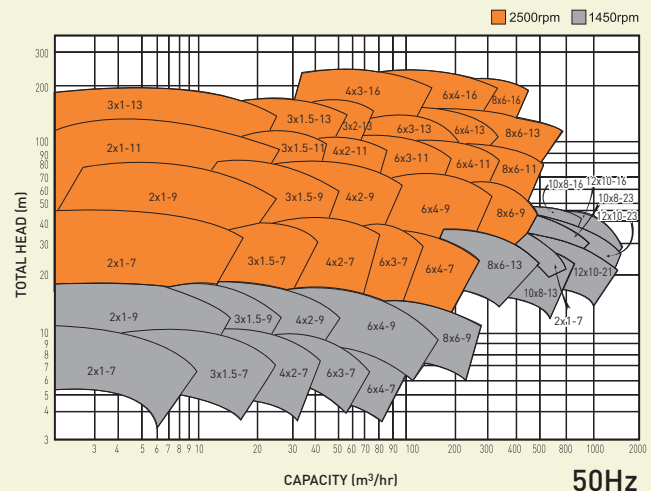 2500rpm 1450rpm
TOTAL HEAD (m)
300
200
100
90
80
70
60
50
40
30
20
10
9
8
7
6
5
4
3
4x3-16 6x4-16 8x6-16
3x1-13 3x1.5-13 3x2-13 6x3-13 6x4-13 8x6-13
2x1-11 3x1.5-11 4x2-11 6x3-11 6x4-11 8x6-11
10x8-16 12x10-16
10x8-23
12x10-23
2x1-9 3x1.5-9 4x2-9 6x4-9 8x6-9
2x1-7 3x1.5-7 4x2-7 6x3-7 6x4-7 8x6-13 10x8-13 12x10-21
2x1-7
2x1-9 3x1.5-9 4x2-9 6x4-9 8x6-9
2x1-7 3x1.5-7 4x2-7 6x3-7 6x4-7
3 4 5 6 7 8 9 10 20 30 40 50 60 70 80 90 100 200 300 400 500 600 800 1000 2000
CAPACITY (m³/hr)
50Hz